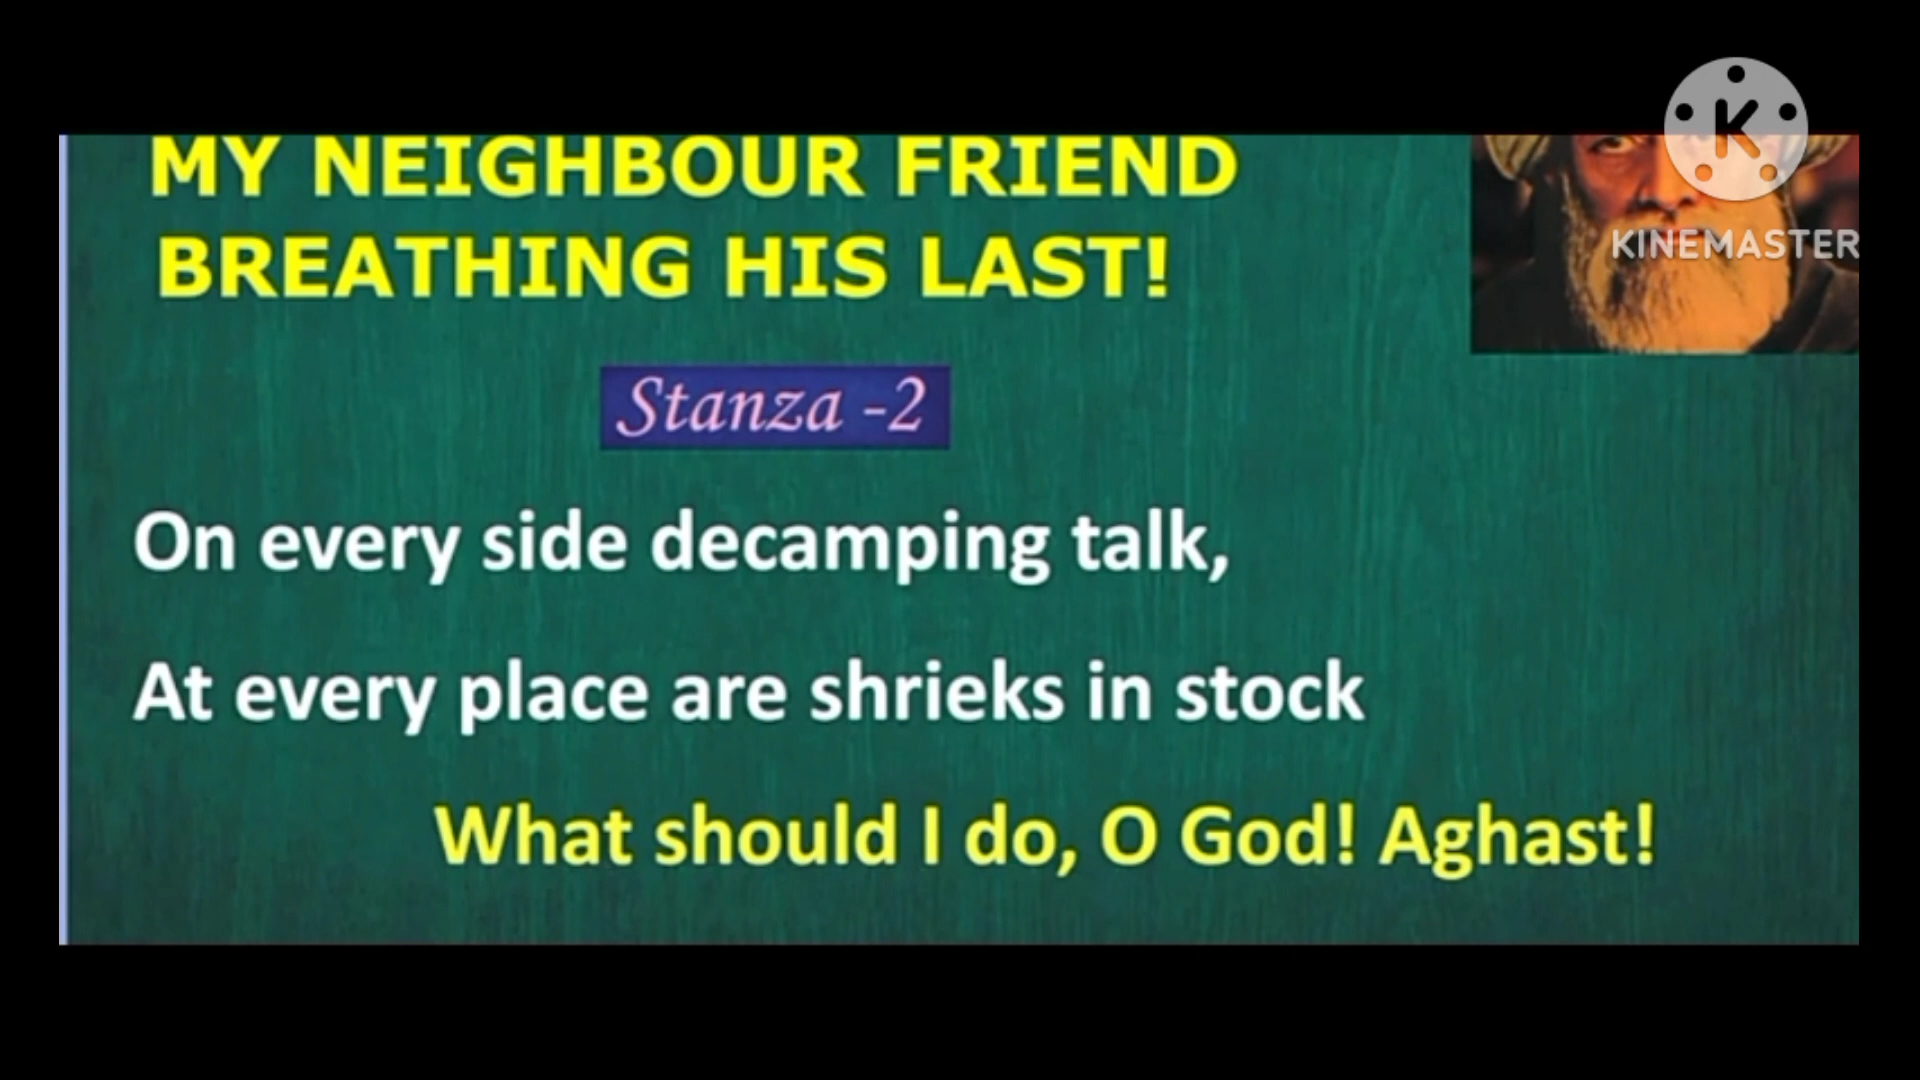 MY NEIGHBOUR FRIEND
BREATHING HIS LAST!
K
KINEMASTER
Stanza -2
On every side decamping talk,
At every place are shrieks in stock
What should I do, O God! Aghast!